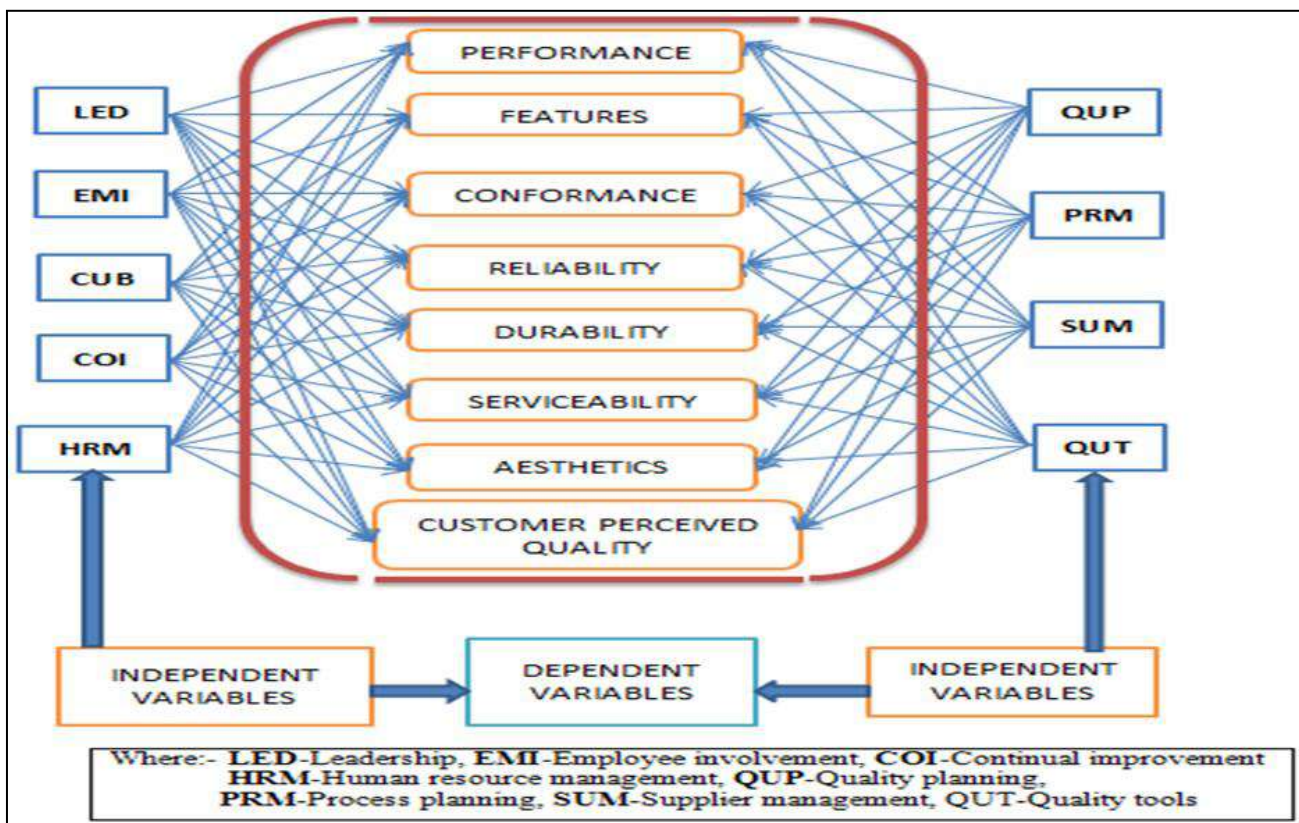 PERFORMANCE
LED
FEATURES
QUP
EMI
CONFORMANCE
PRM
CUB
RELIABILITY
DURABILITY
SUM
COI
SERVICEABILITY
HRM
AESTHETICS
QUT
CUSTOMER PERCEIVED
QUALITY
INDEPENDENT
VARIABLES
DEPENDENT
VARIABLES
INDEPENDENT
VARIABLES
Where:- LED-Leadership, EMI-Employee involvement, COI-Continual improvement
HRM-Human resource management, QUP-Quality planning,
PRM-Process planning, SUM-Supplier management, QUT-Quality tools